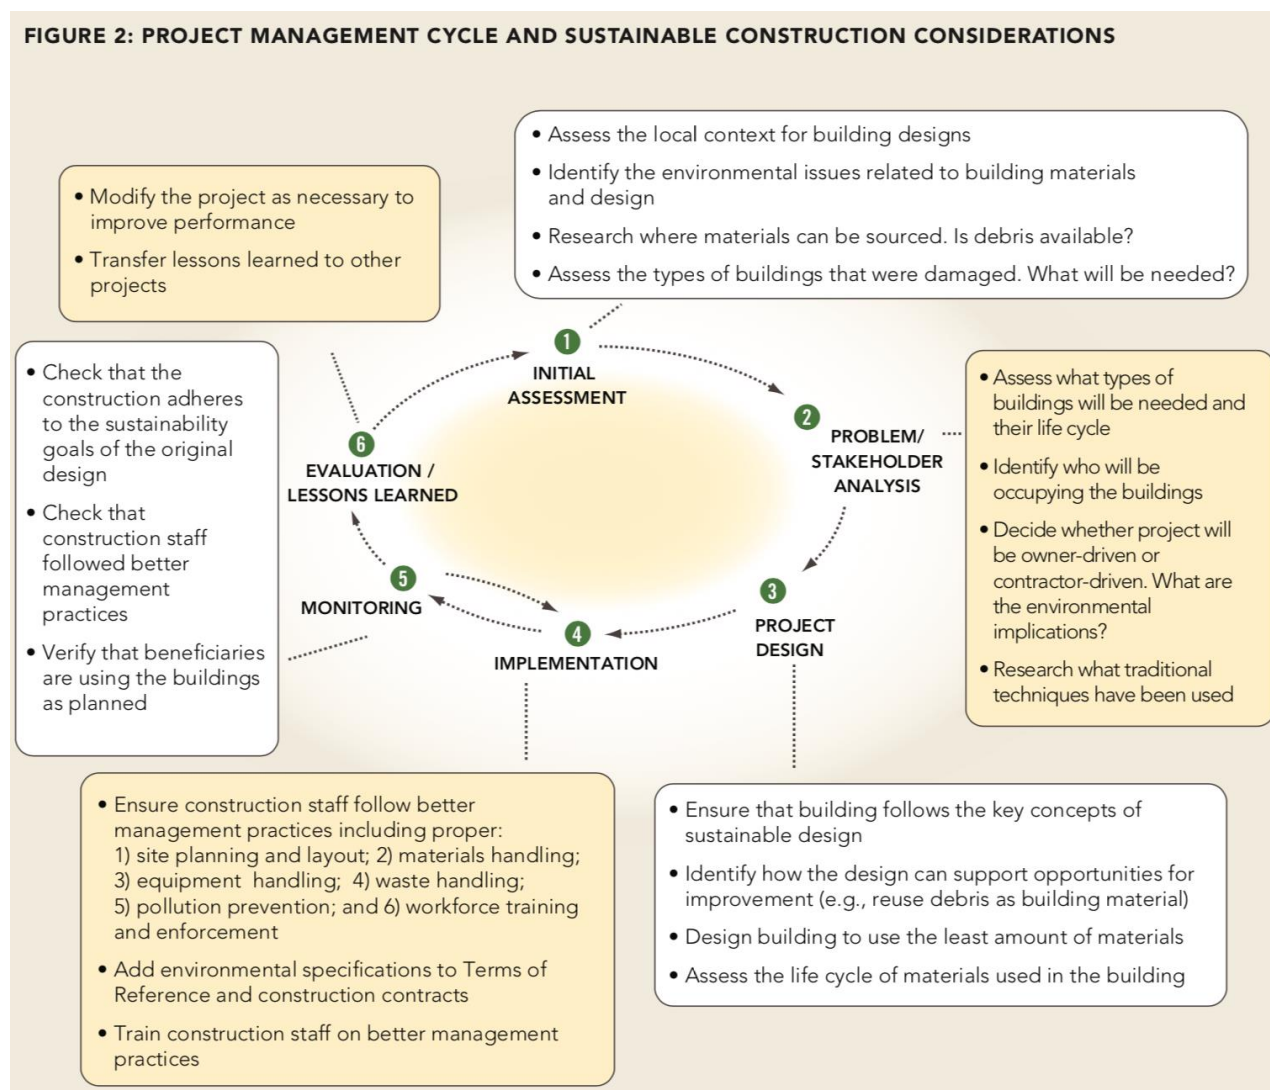 FIGURE 2: PROJECT MANAGEMENT CYCLE AND SUSTAINABLE CONSTRUCTION CONSIDERATIONS
• Assess the local context for building designs
• Identify the environmental issues related to building materials
and design
• Research where materials can be sourced. Is debris available?
• Assess the types of buildings that were damaged. What will be needed?
• Modify the project as necessary to
improve performance
• Transfer lessons learned to other
projects
1
INITIAL
ASSESSMENT
2
PROBLEM/
STAKEHOLDER
ANALYSIS
• Assess what types of
buildings will be needed and
their life cycle
• Identify who will be
occupying the buildings
• Decide whether project will
be owner-driven or
contractor-driven. What are
the environmental
implications?
• Research what traditional
techniques have been used
• Check that the
construction adheres
to the sustainability
goals of the original
design
• Check that
construction staff
followed better
management
practices
• Verify that beneficiaries
are using the buildings
as planned
6
EVALUATION /
LESSONS LEARNED
5
MONITORING
4
IMPLEMENTATION
3
PROJECT
DESIGN
• Ensure construction staff follow better
management practices including proper:
1) site planning and layout; 2) materials handling;
3) equipment handling; 4) waste handling;
5) pollution prevention; and 6) workforce training
and enforcement
• Add environmental specifications to Terms of
Reference and construction contracts
• Train construction staff on better management
practices
• Ensure that building follows the key concepts of
sustainable design
• Identify how the design can support opportunities for
improvement (e.g., reuse debris as building material)
• Design building to use the least amount of materials
• Assess the life cycle of materials used in the building